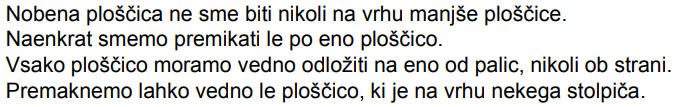 Nobena ploščica ne sme biti nikoli na vrhu manjše ploščice.
Naenkrat smemo premikati le po eno ploščico.
Vsako ploščico moramo vedno odložiti na eno od palic, nikoli ob strani.
Premaknemo lahko vedno le ploščico, ki je na vrhu nekega stolpiča.